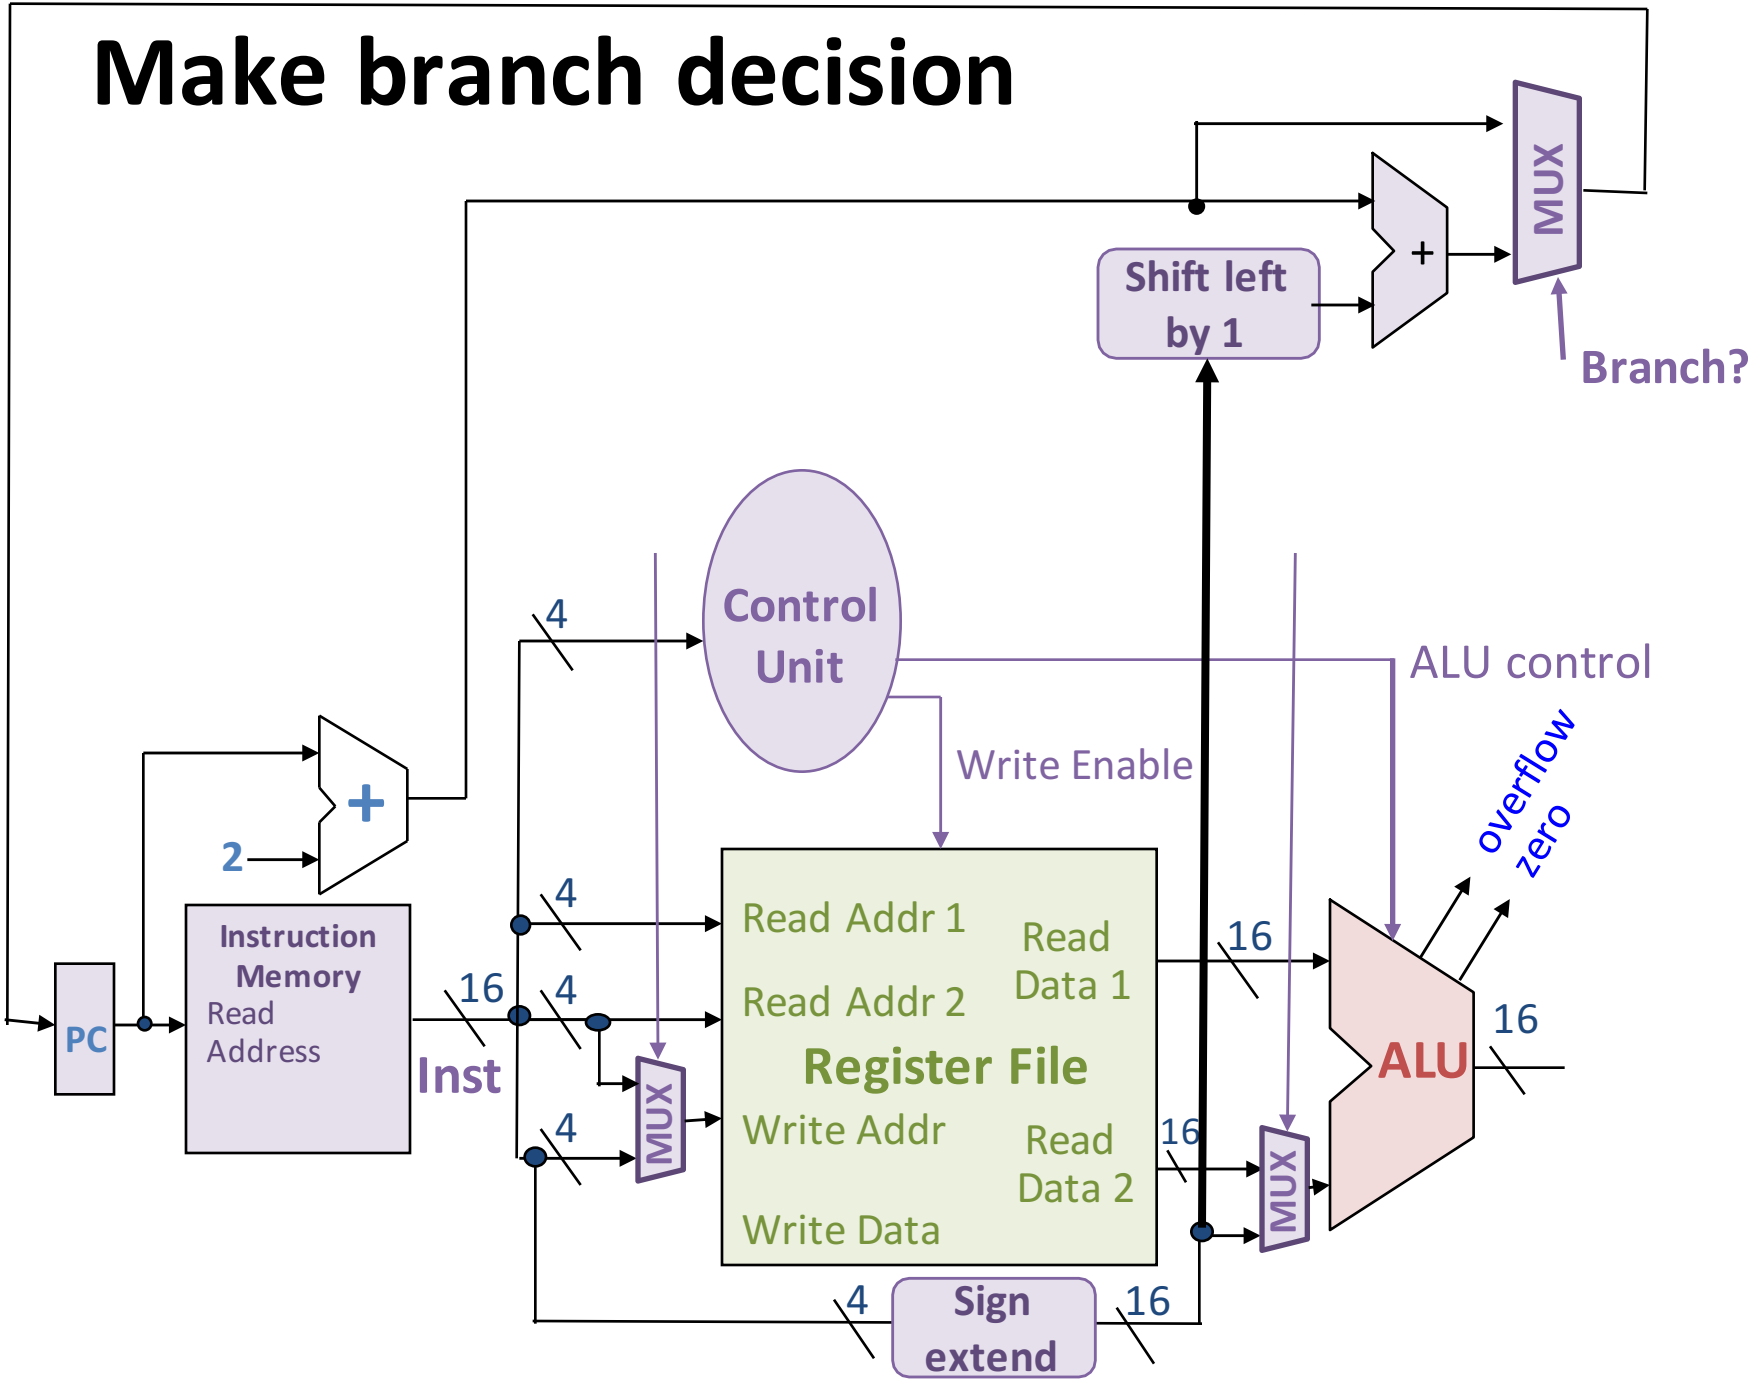 Make branch decision
MUX
+
Shift left
by 1
Branch?
Control
Unit
4
ALU control
Write Enable
overflow
zero
+
2
Instruction
Memory
Read
Address
PC
16
Inst
4
4
4
MUX
Read Addr 1
Read Addr 2
Register File
Write Addr
Write Data
Read
Data 1
Read
Data 2
16
16
MUX
ALU
16
4
Sign
extend
16